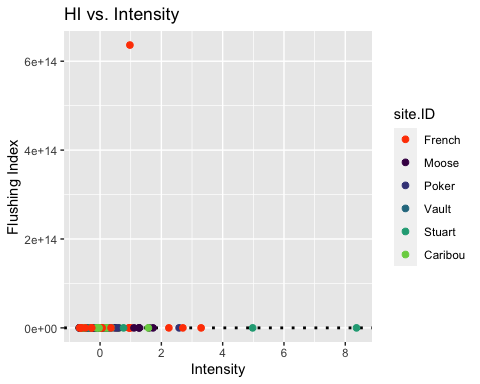 HI vs. Intensity
6e+14
4e+14
2e+14
0e+00
Flushing Index
0
2
4
6
8
Intensity
site.ID
French
Moose
Poker
Vault
Stuart
Caribou